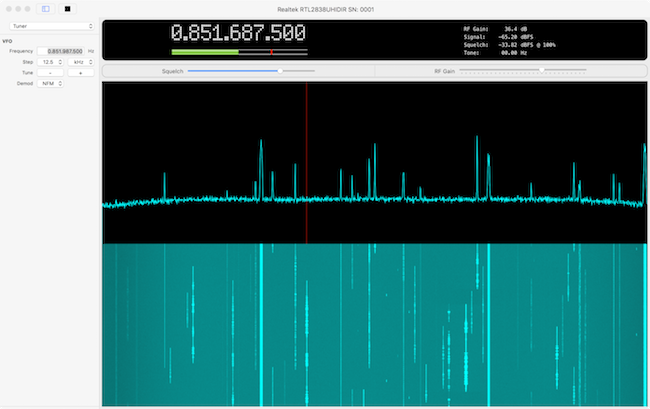 Realtek RTL2838UHIDIR SN: 0001
Tuner
VFO
Frequency 0.851.987.500 Hz
Step 12.5 kHz
Tune - +
Demod NFM
0.851.687.500
RF Gain: 36.4 dB
Signal: -65.20 dBFS
Squelch: -33.82 dBFS @ 100%
Tone: 00.00 Hz
Squelch
RF Gain